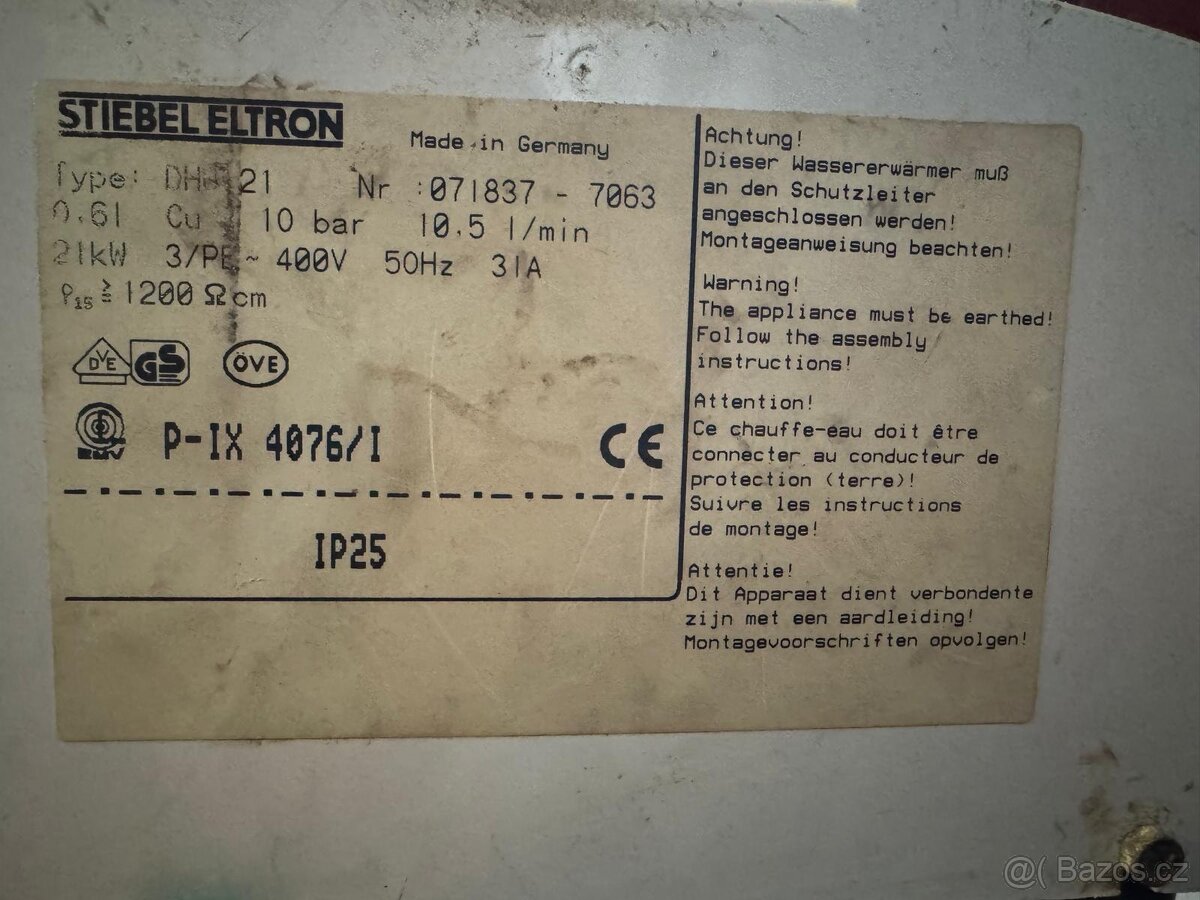 STIEBEL ELTRON
Made in Germany
Type: 21 Nr :071837 - 7063
0.6l Cu 10 bar 10.5 l/min
21kW 3/PE ~ 400V 50Hz 31A
ρ15 ≥ 1200 Ω cm
DVE GS ÖVE
P-IX 4076/I
CE
IP25
Achtung!
Dieser Wassererwärmer muß
an den Schutzleiter
angeschlossen werden!
Montageanweisung beachten!
Warning!
The appliance must be earthed!
Follow the assembly
instructions!
Attention!
Ce chauffe-eau doit être
connecter au conducteur de
protection (terre)!
Suivre les instructions
de montage!
Attentie!
Dit Apparaat dient verbondente
zijn met een aardleiding!
Montagevoorschriften opvolgen!
@( Bazos.cz